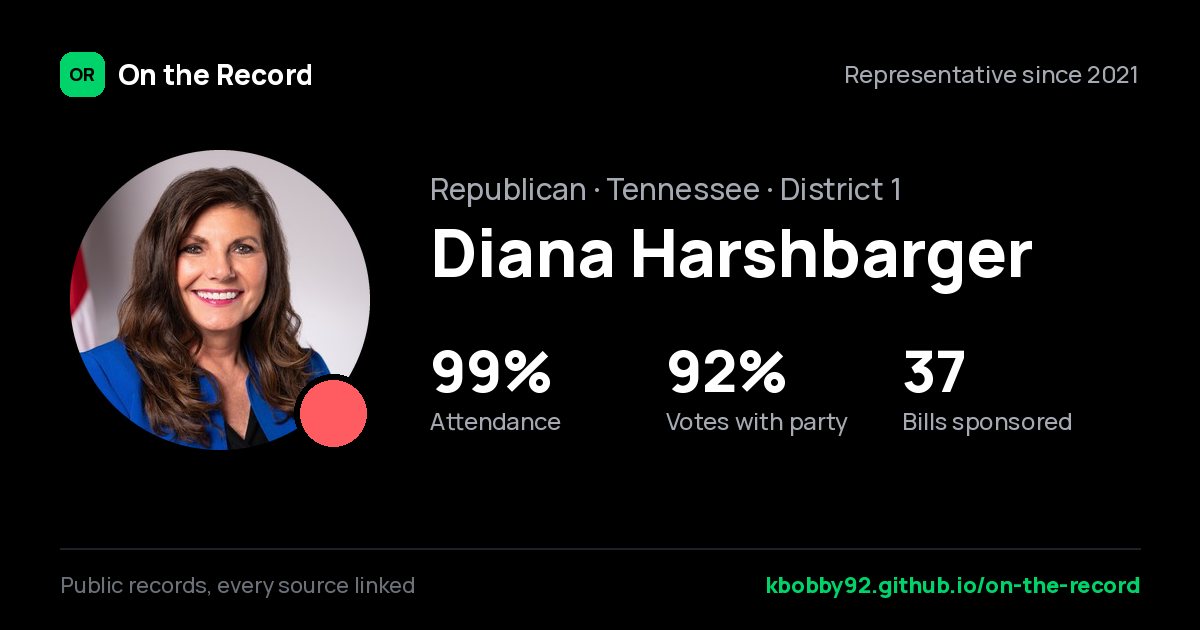 OR On the Record
Representative since 2021
Republican · Tennessee · District 1
Diana Harshbarger
99% 92% 37
Attendance Votes with party Bills sponsored
Public records, every source linked
kbobby92.github.io/on-the-record